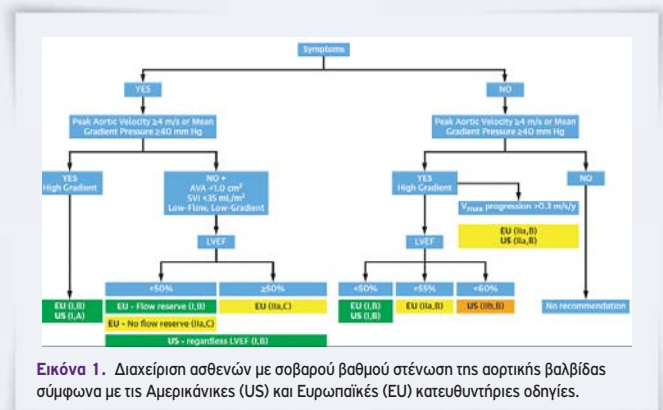 Symptoms
YES
NO
Peak Aortic Velocity ≥4 m/s or Mean
Gradient Pressure ≥40 mm Hg
Peak Aortic Velocity ≥4 m/s or Mean
Gradient Pressure ≥40 mm Hg
YES
High Gradient
NO +
AVA <1.0 cm²
SVi <35 mL/m²
Low-Flow, Low-Gradient
YES
High Gradient
NO
Vmax progression >0.3 m/s/y
EU (IIa,B)
US (IIa,B)
LVEF
LVEF
<50%
≥50%
<50%
<55%
<60%
EU (I,B)
US (I,A)
EU - Flow reserve (I,B)
EU (IIa,C)
EU - No flow reserve (IIa,C)
US - regardless LVEF (I,B)
EU (I,B)
US (I,B)
EU (IIa,B)
US (IIb,B)
No recommendation
Εικόνα 1. Διαχείριση ασθενών με σοβαρού βαθμού στένωση της αορτικής βαλβίδας
σύμφωνα με τις Αμερικάνικες (US) και Ευρωπαϊκές (EU) κατευθυντήριες οδηγίες.